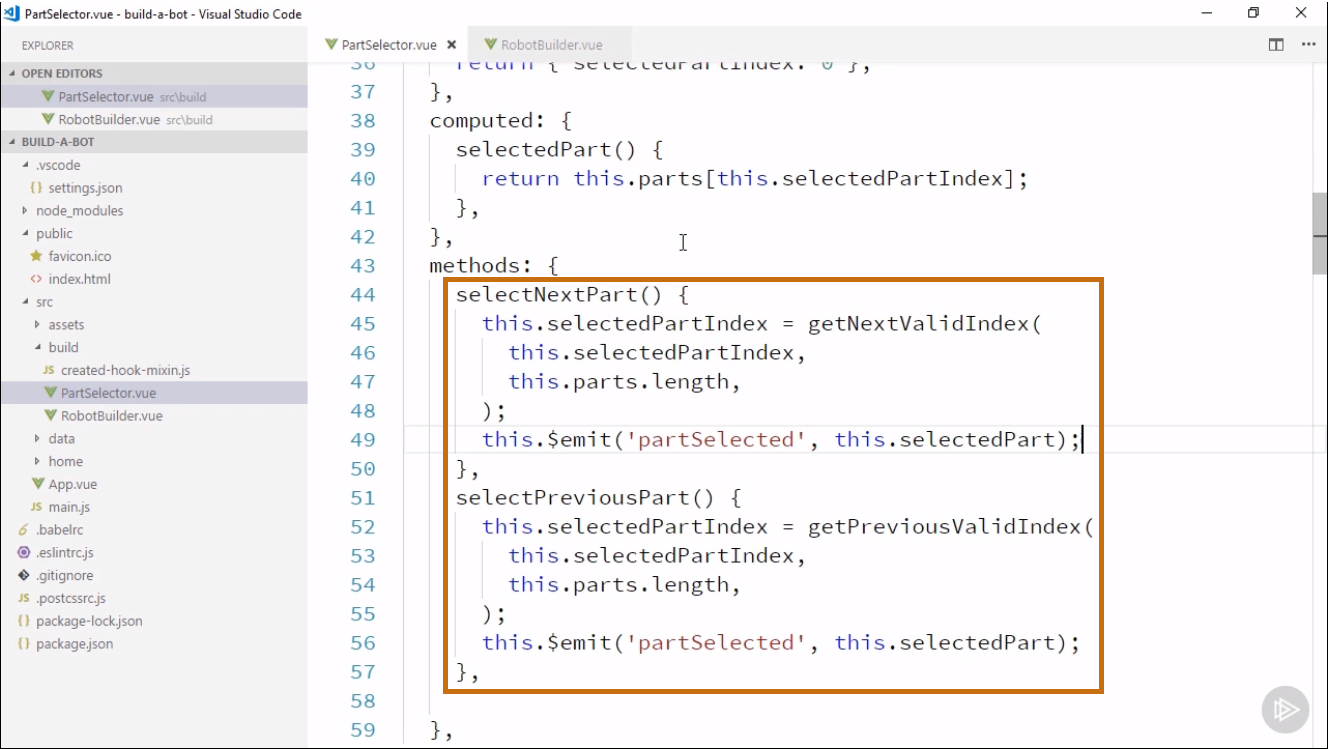 PartSelector.vue - build-a-bot - Visual Studio Code
EXPLORER
PartSelector.vue
RobotBuilder.vue
OPEN EDITORS
PartSelector.vue src\build
RobotBuilder.vue src\build
BUILD-A-BOT
.vscode
{} settings.json
node_modules
public
favicon.ico
<> index.html
src
assets
build
JS created-hook-mixin.js
PartSelector.vue
RobotBuilder.vue
data
home
App.vue
JS main.js
.babelrc
.eslintrc.js
.gitignore
JS .postcssrc.js
{} package-lock.json
{} package.json
36 return { selectedPartIndex: 0 };
37 },
38 computed: {
39 selectedPart() {
40 return this.parts[this.selectedPartIndex];
41 },
42 },
43 methods: {
44 selectNextPart() {
45 this.selectedPartIndex = getNextValidIndex(
46 this.selectedPartIndex,
47 this.parts.length,
48 );
49 this.$emit('partSelected', this.selectedPart);
50 },
51 selectPreviousPart() {
52 this.selectedPartIndex = getPreviousValidIndex(
53 this.selectedPartIndex,
54 this.parts.length,
55 );
56 this.$emit('partSelected', this.selectedPart);
57 },
58
59 },